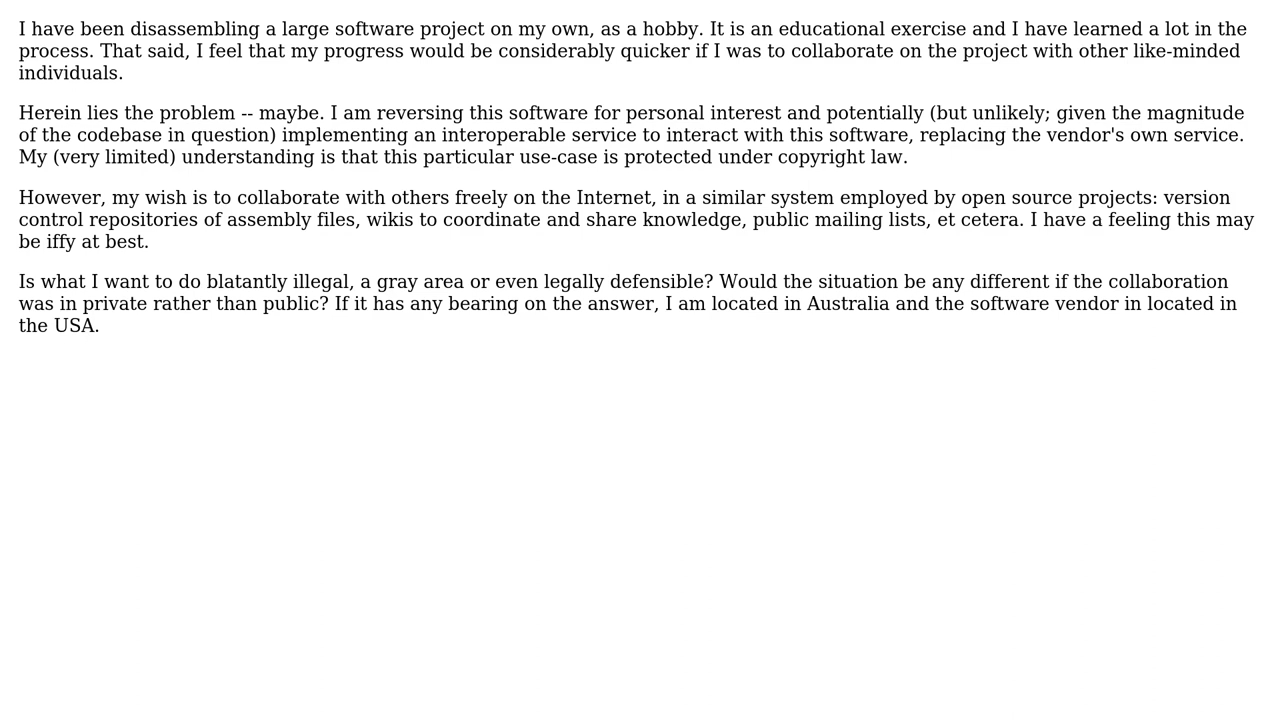 I have been disassembling a large software project on my own, as a hobby. It is an educational exercise and I have learned a lot in the
process. That said, I feel that my progress would be considerably quicker if I was to collaborate on the project with other like-minded
individuals.
Herein lies the problem -- maybe. I am reversing this software for personal interest and potentially (but unlikely; given the magnitude
of the codebase in question) implementing an interoperable service to interact with this software, replacing the vendor's own service.
My (very limited) understanding is that this particular use-case is protected under copyright law.
However, my wish is to collaborate with others freely on the Internet, in a similar system employed by open source projects: version
control repositories of assembly files, wikis to coordinate and share knowledge, public mailing lists, et cetera. I have a feeling this may
be iffy at best.
Is what I want to do blatantly illegal, a gray area or even legally defensible? Would the situation be any different if the collaboration
was in private rather than public? If it has any bearing on the answer, I am located in Australia and the software vendor in located in
the USA.